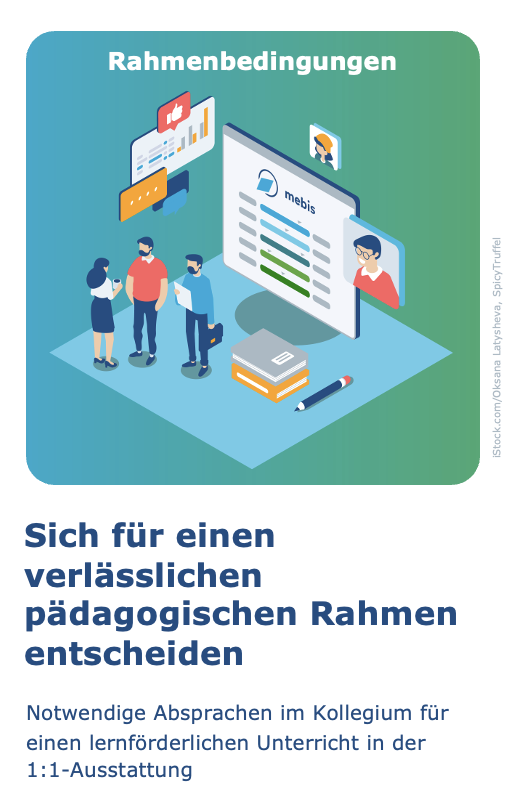 Rahmenbedingungen
mebis
iStock.com/Oksana Latysheva, SpicyTruffel
Sich für einen
verlässlichen
pädagogischen Rahmen
entscheiden
Notwendige Absprachen im Kollegium für
einen lernförderlichen Unterricht in der
1:1-Ausstattung